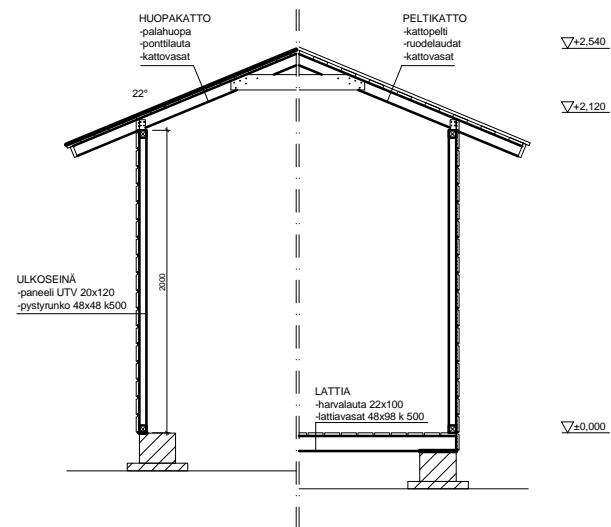 HUOPAKATTO
-palahuopa
-ponttilauta
-kattovasat
PELTIKATTO
-kattopelti
-ruodelaudat
-kattovasat
+2,540
22°
+2,120
2000
ULKOSEINÄ
-paneeli UTV 20x120
-pystyrunko 48x48 k500
LATTIA
-harvalauta 22x100
-lattiavasat 48x98 k 500
±0,000